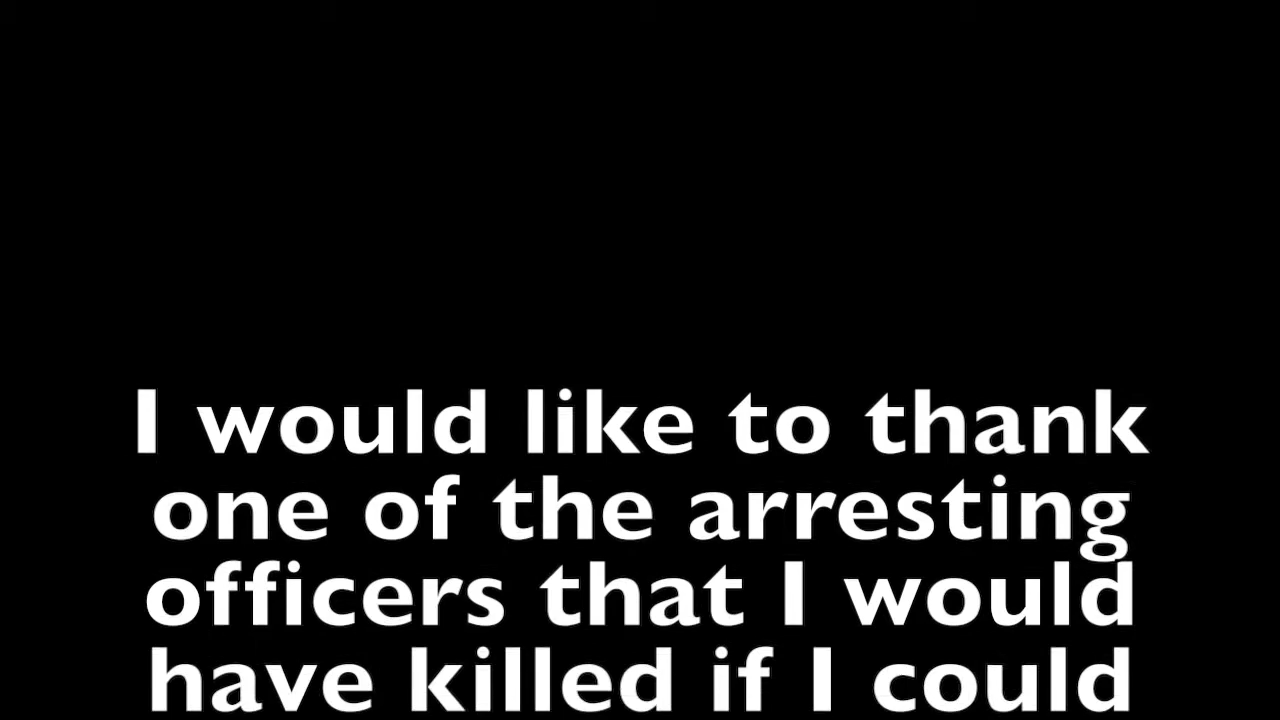 I would like to thank
one of the arresting
officers that I would
have killed if I could